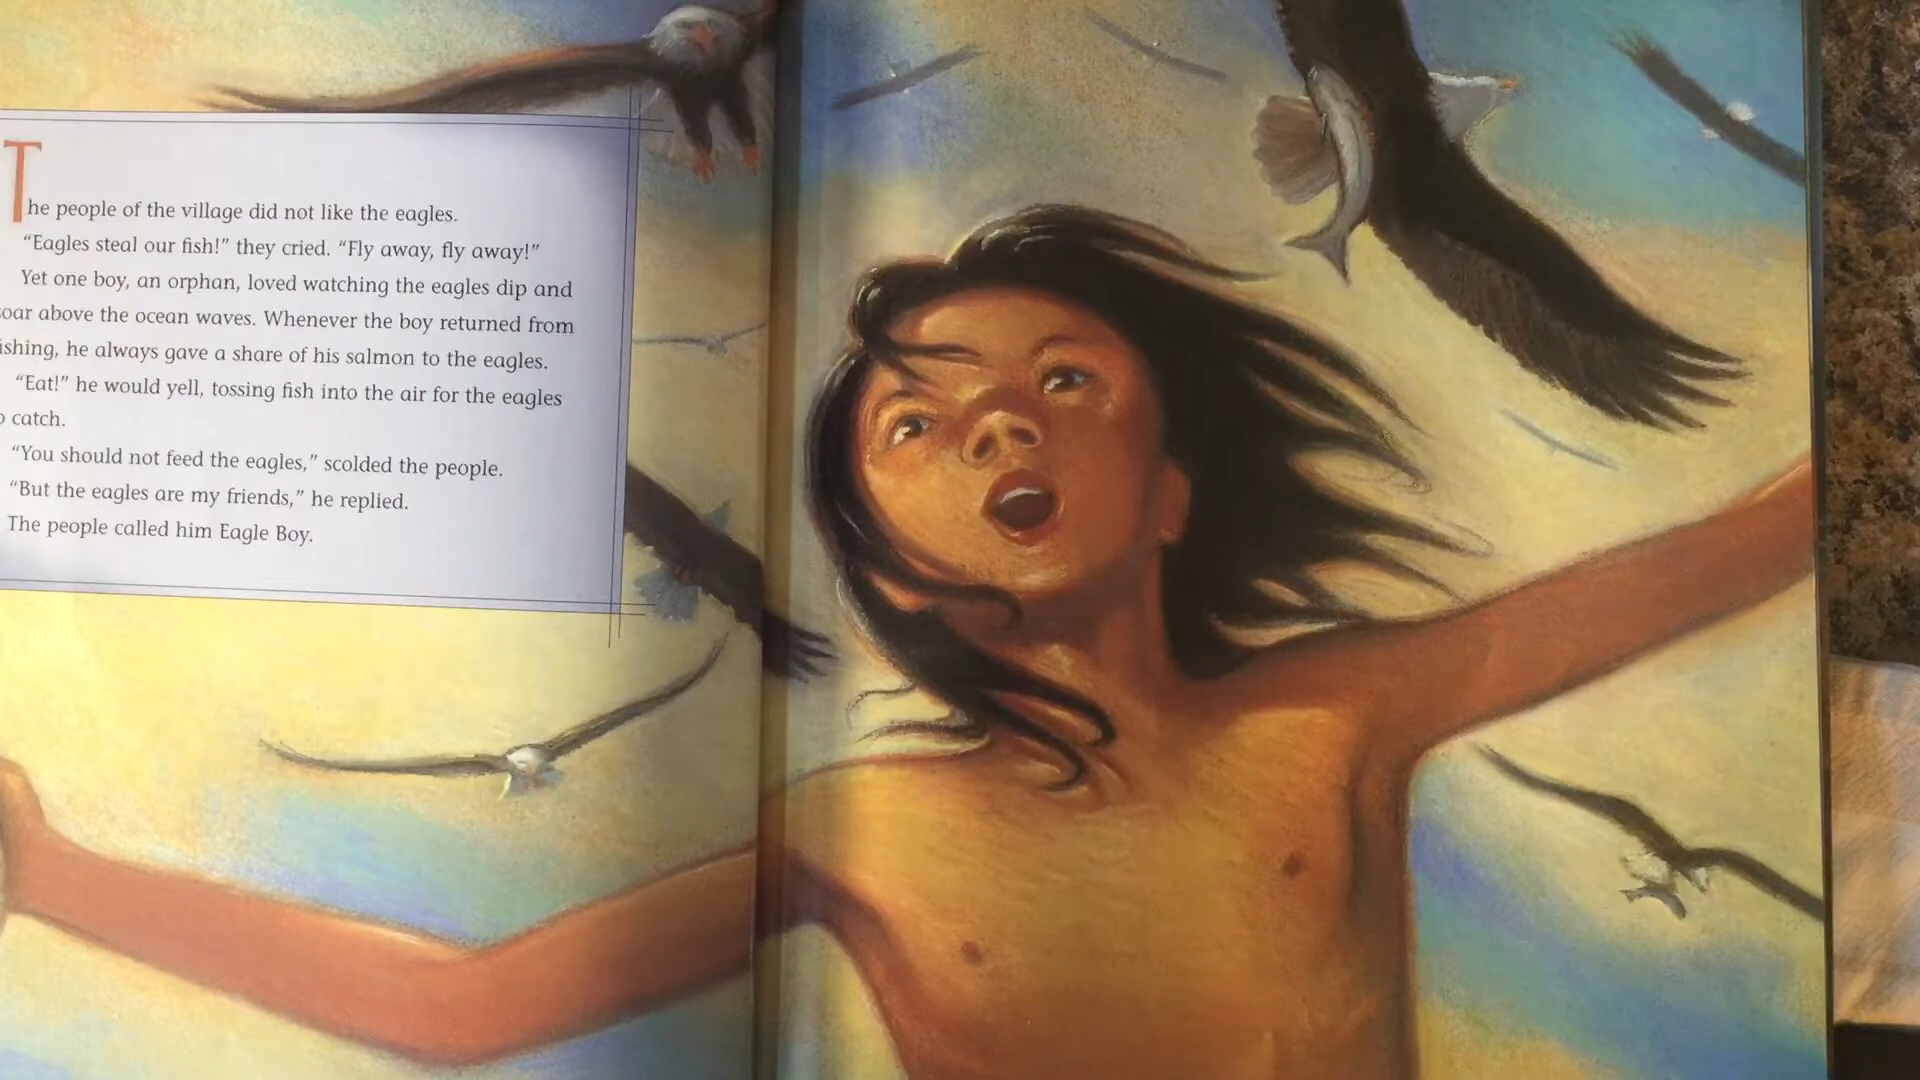 The people of the village did not like the eagles.
“Eagles steal our fish!” they cried. “Fly away, fly away!”
Yet one boy, an orphan, loved watching the eagles dip and
oar above the ocean waves. Whenever the boy returned from
ishing, he always gave a share of his salmon to the eagles.
“Eat!” he would yell, tossing fish into the air for the eagles
o catch.
“You should not feed the eagles,” scolded the people.
“But the eagles are my friends,” he replied.
The people called him Eagle Boy.